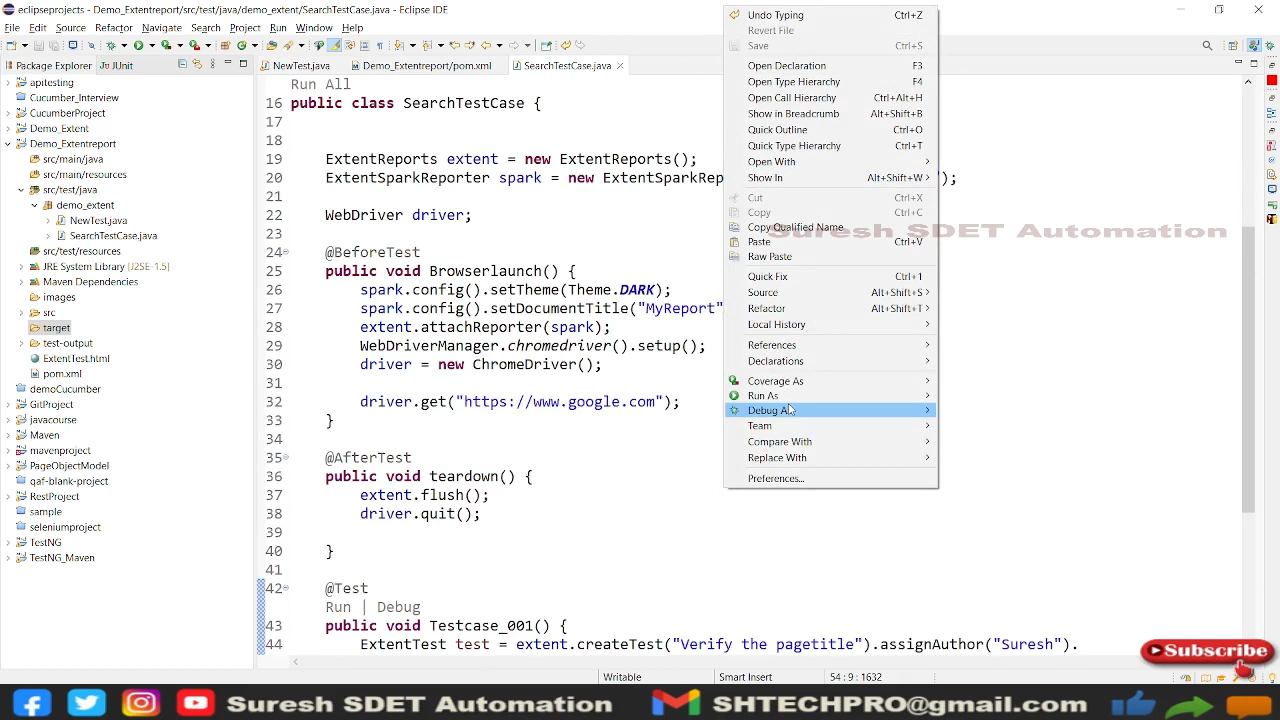 eclipseprojects - Demo_Extentreport/src/test/java/demo_extent/SearchTestCase.java - Eclipse IDE
File Edit Source Refactor Navigate Search Project Run Window Help
Package Explorer JUnit
NewTest.java Demo_Extentreport/pom.xml SearchTestCase.java
apitesting
Cucumber_Interview
CucumberProject
Demo_Extent
Demo_Extentreport
src/main/java
src/main/resources
src/test/java
demo_extent
NewTest.java
SearchTestCase.java
src/test/resources
JRE System Library [J2SE-1.5]
Maven Dependencies
images
src
target
test-output
ExtentTest.html
pom.xml
demoCucumber
GitProject
javacourse
Maven
mavenproject
PageObjectModel
qaf-blank-project
RestProject
sample
seleniumproject
TestNG
TestNG_Maven
Run All
16 public class SearchTestCase {
17
18
19 ExtentReports extent = new ExtentReports();
20 ExtentSparkReporter spark = new ExtentSparkRep ");
21
22 WebDriver driver;
23
24 @BeforeTest
25 public void Browserlaunch() {
26 spark.config().setTheme(Theme.DARK);
27 spark.config().setDocumentTitle("MyReport"
28 extent.attachReporter(spark);
29 WebDriverManager.chromedriver().setup();
30 driver = new ChromeDriver();
31
32 driver.get("https://www.google.com");
33 }
34
35 @AfterTest
36 public void teardown() {
37 extent.flush();
38 driver.quit();
39
40 }
41
42 @Test
Run | Debug
43 public void Testcase_001() {
44 ExtentTest test = extent.createTest("Verify the pagetitle").assignAuthor("Suresh").
Undo Typing Ctrl+Z
Revert File
Save Ctrl+S
Open Declaration F3
Open Type Hierarchy F4
Open Call Hierarchy Ctrl+Alt+H
Show in Breadcrumb Alt+Shift+B
Quick Outline Ctrl+O
Quick Type Hierarchy Ctrl+T
Open With
Show In Alt+Shift+W
Cut Ctrl+X
Copy Ctrl+C
Copy Qualified Name
Paste Ctrl+V
Raw Paste
Quick Fix Ctrl+1
Source Alt+Shift+S
Refactor Alt+Shift+T
Local History
References
Declarations
Coverage As
Run As
Debug As
Team
Compare With
Replace With
Preferences...
Suresh SDET Automation
Subscribe
Writable Smart Insert 54 : 9 : 1632
Suresh SDET Automation SHTECHPRO@gmail.com